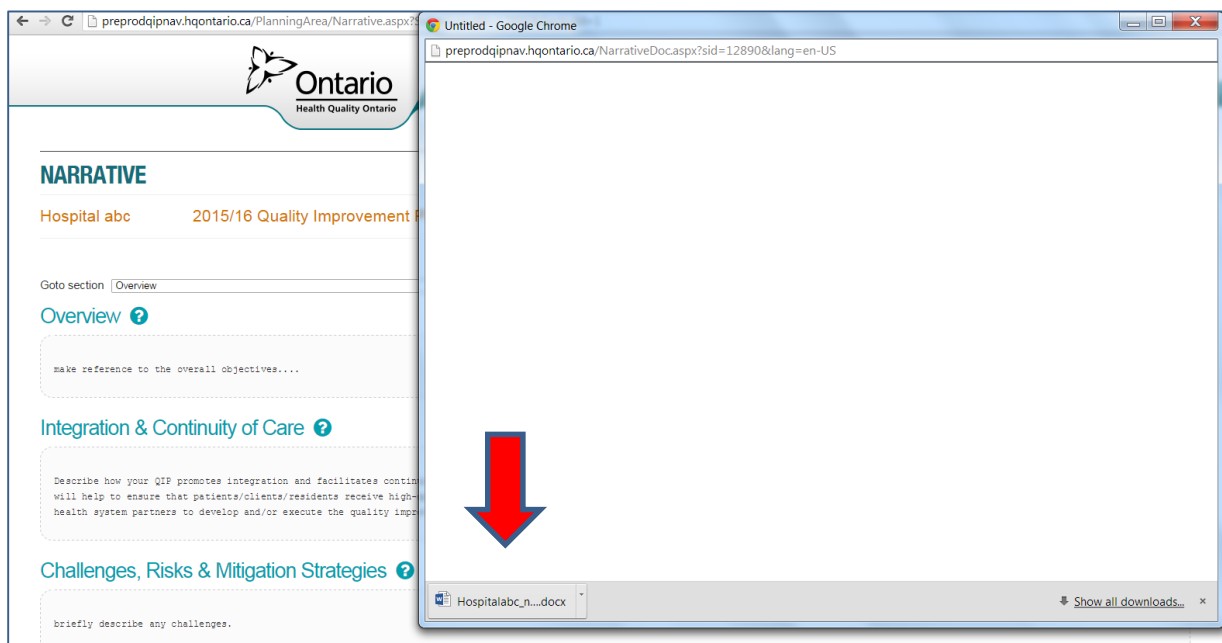 preprodqipnav.hqontario.ca/PlanningArea/Narrative.aspx?
Ontario
Health Quality Ontario
NARRATIVE
Hospital abc 2015/16 Quality Improvement
Goto section Overview
Overview ?
make reference to the overall objectives....
Integration & Continuity of Care ?
Describe how your QIP promotes integration and facilitates
will help to ensure that patients/clients/residents receive
health system partners to develop and/or execute the quality
Challenges, Risks & Mitigation Strategies ?
briefly describe any challenges.
Untitled - Google Chrome
preprodqipnav.hqontario.ca/NarrativeDoc.aspx?sid=12890&lang=en-US
Hospitalabc_n....docx
Show all downloads...